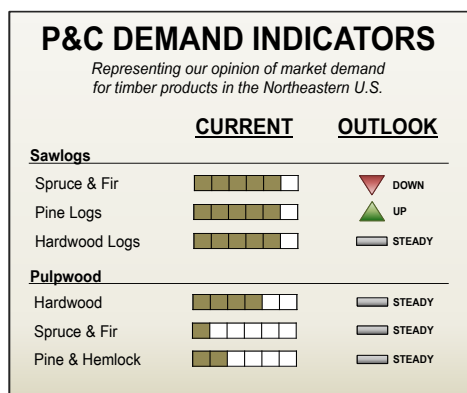 P&C DEMAND INDICATORS
Representing our opinion of market demand
for timber products in the Northeastern U.S.
CURRENT OUTLOOK
Sawlogs
Spruce & Fir DOWN
Pine Logs UP
Hardwood Logs STEADY
Pulpwood
Hardwood STEADY
Spruce & Fir STEADY
Pine & Hemlock STEADY